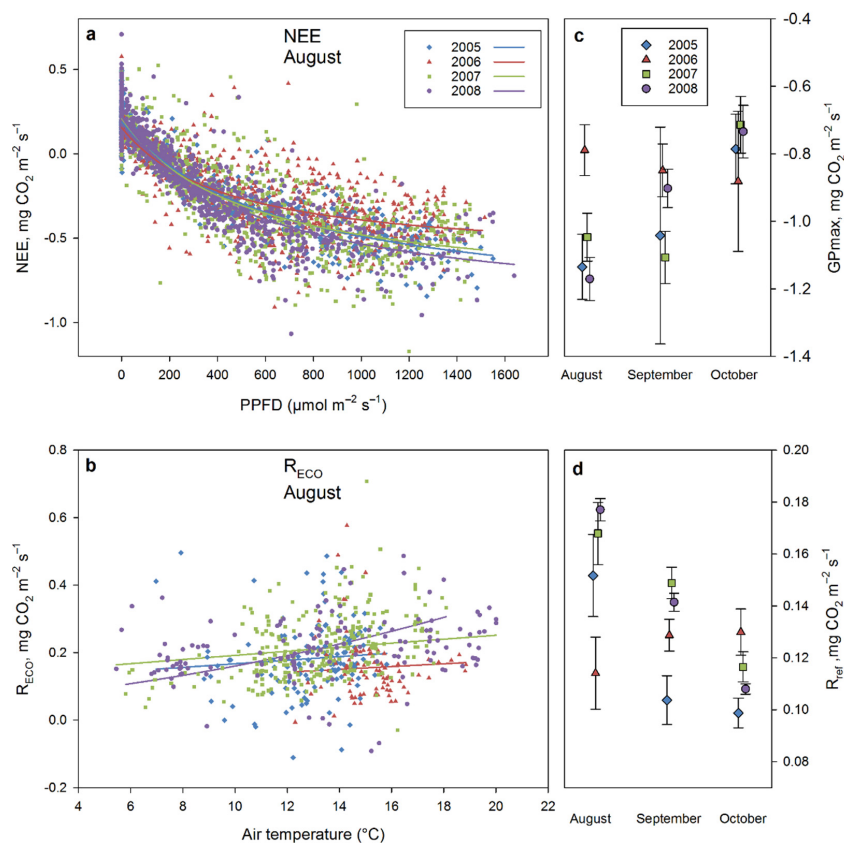 a
NEE
August
2005
2006
2007
2008
0.5
0.0
-0.5
-1.0
NEE, mg CO₂ m⁻² s⁻¹
0 200 400 600 800 1000 1200 1400 1600
PPFD (μmol m⁻² s⁻¹)
c
2005
2006
2007
2008
-0.4
-0.6
-0.8
-1.0
-1.2
-1.4
GPmax, mg CO₂ m⁻² s⁻¹
August September October
b
R_ECO
August
0.8
0.6
0.4
0.2
0.0
-0.2
R_ECO, mg CO₂ m⁻² s⁻¹
4 6 8 10 12 14 16 18 20 22
Air temperature (°C)
d
0.20
0.18
0.16
0.14
0.12
0.10
0.08
R_ref, mg CO₂ m⁻² s⁻¹
August September October